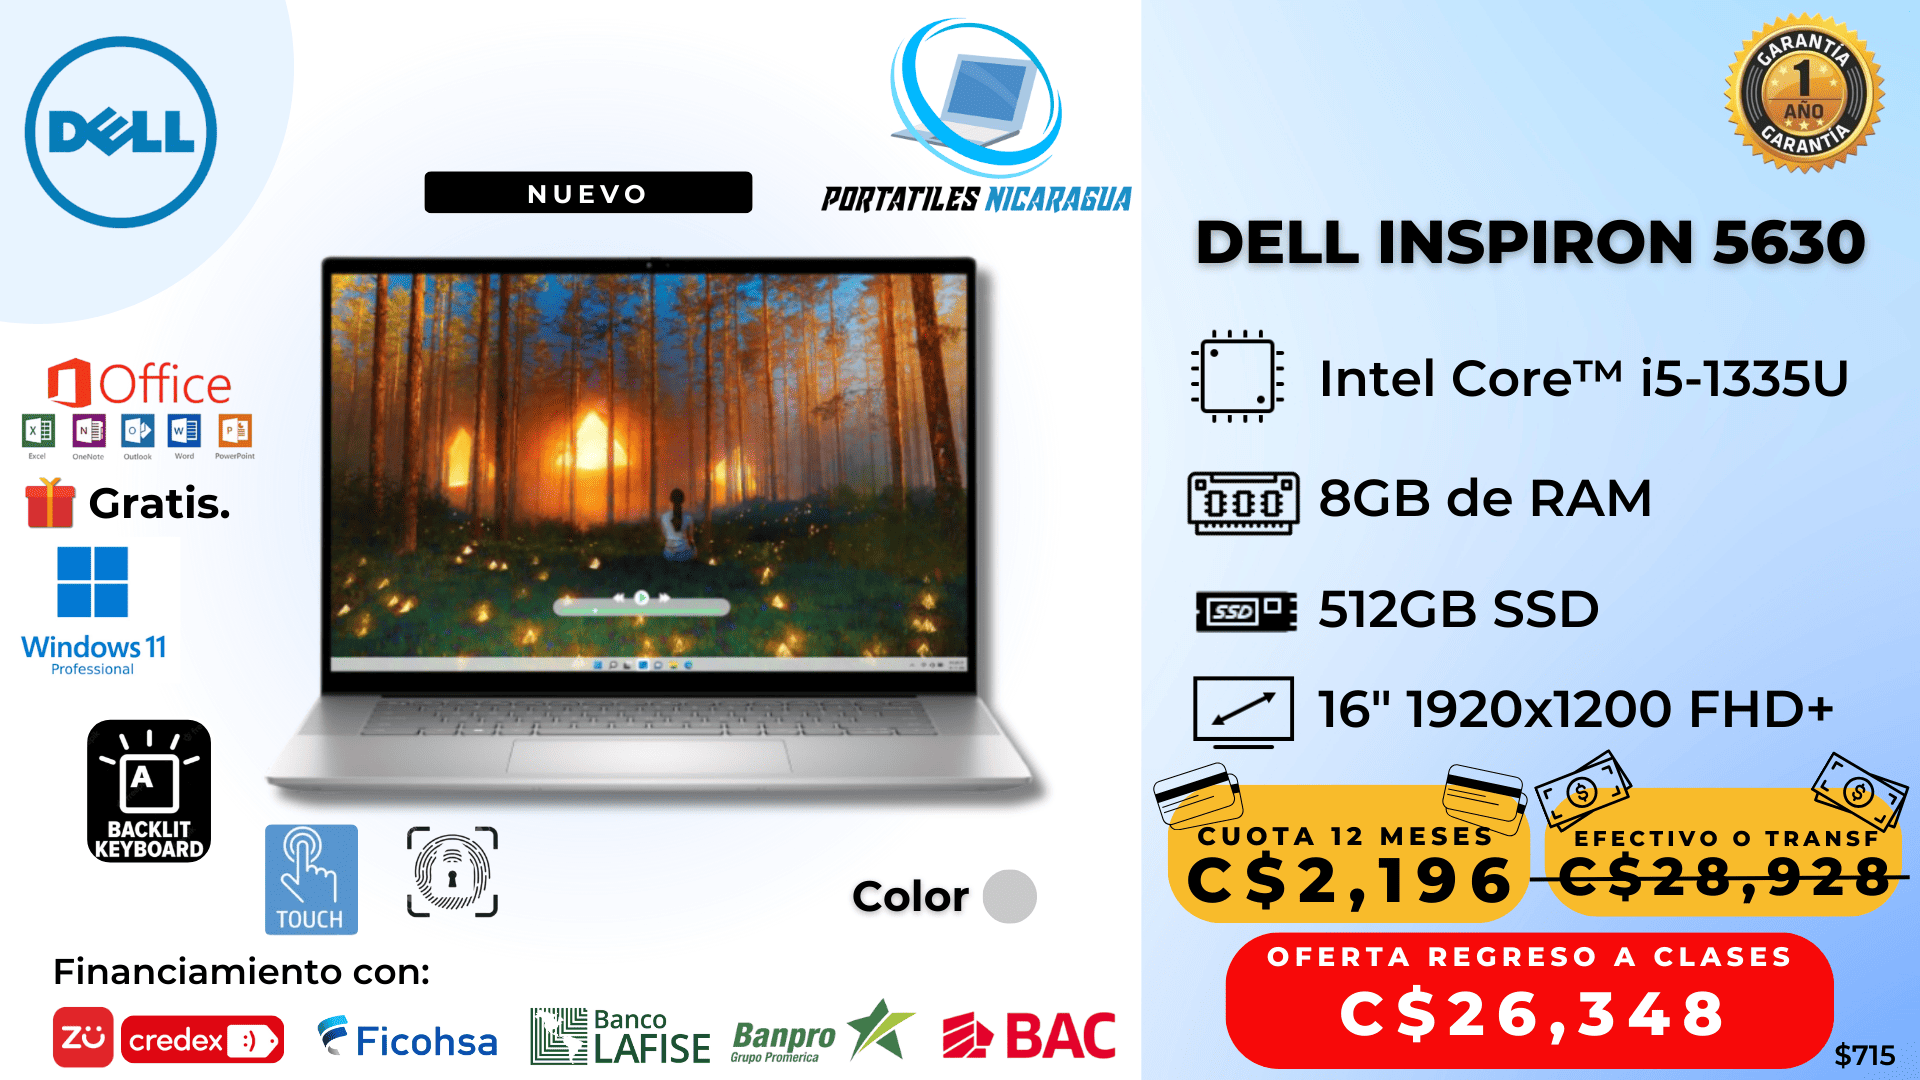 DELL
NUEVO
PORTATILES NICARAGUA
GARANTÍA
1
AÑO
GARANTÍA
DELL INSPIRON 5630
Intel Core™ i5-1335U
8GB de RAM
SSD
512GB SSD
16" 1920x1200 FHD+
Office
Excel
OneNote
Outlook
Word
PowerPoint
Gratis.
Windows 11
Professional
A
BACKLIT
KEYBOARD
TOUCH
Color
Financiamiento con:
zü
credex
Ficohsa
Banco
LAFISE
Banpro
Grupo Promerica
BAC
CUOTA 12 MESES
C$2,196
EFECTIVO O TRANSF
C$28,928
OFERTA REGRESO A CLASES
C$26,348
$715